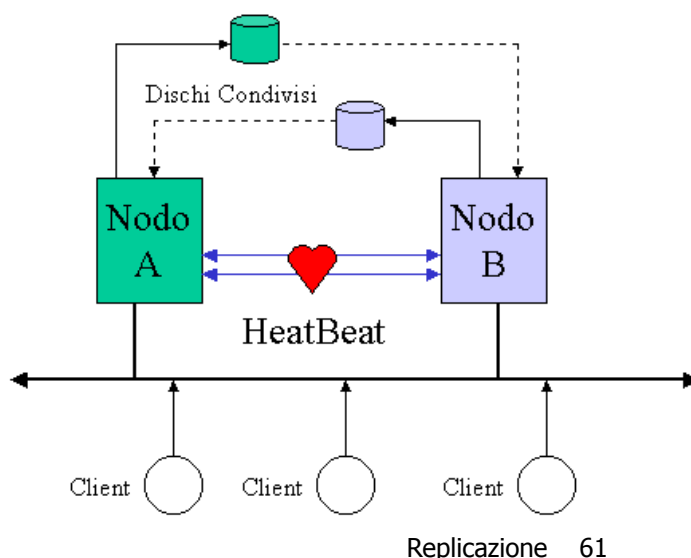 Dischi Condivisi
Nodo
A
Nodo
B
HeatBeat
Client
Client
Client
Replicazione 61